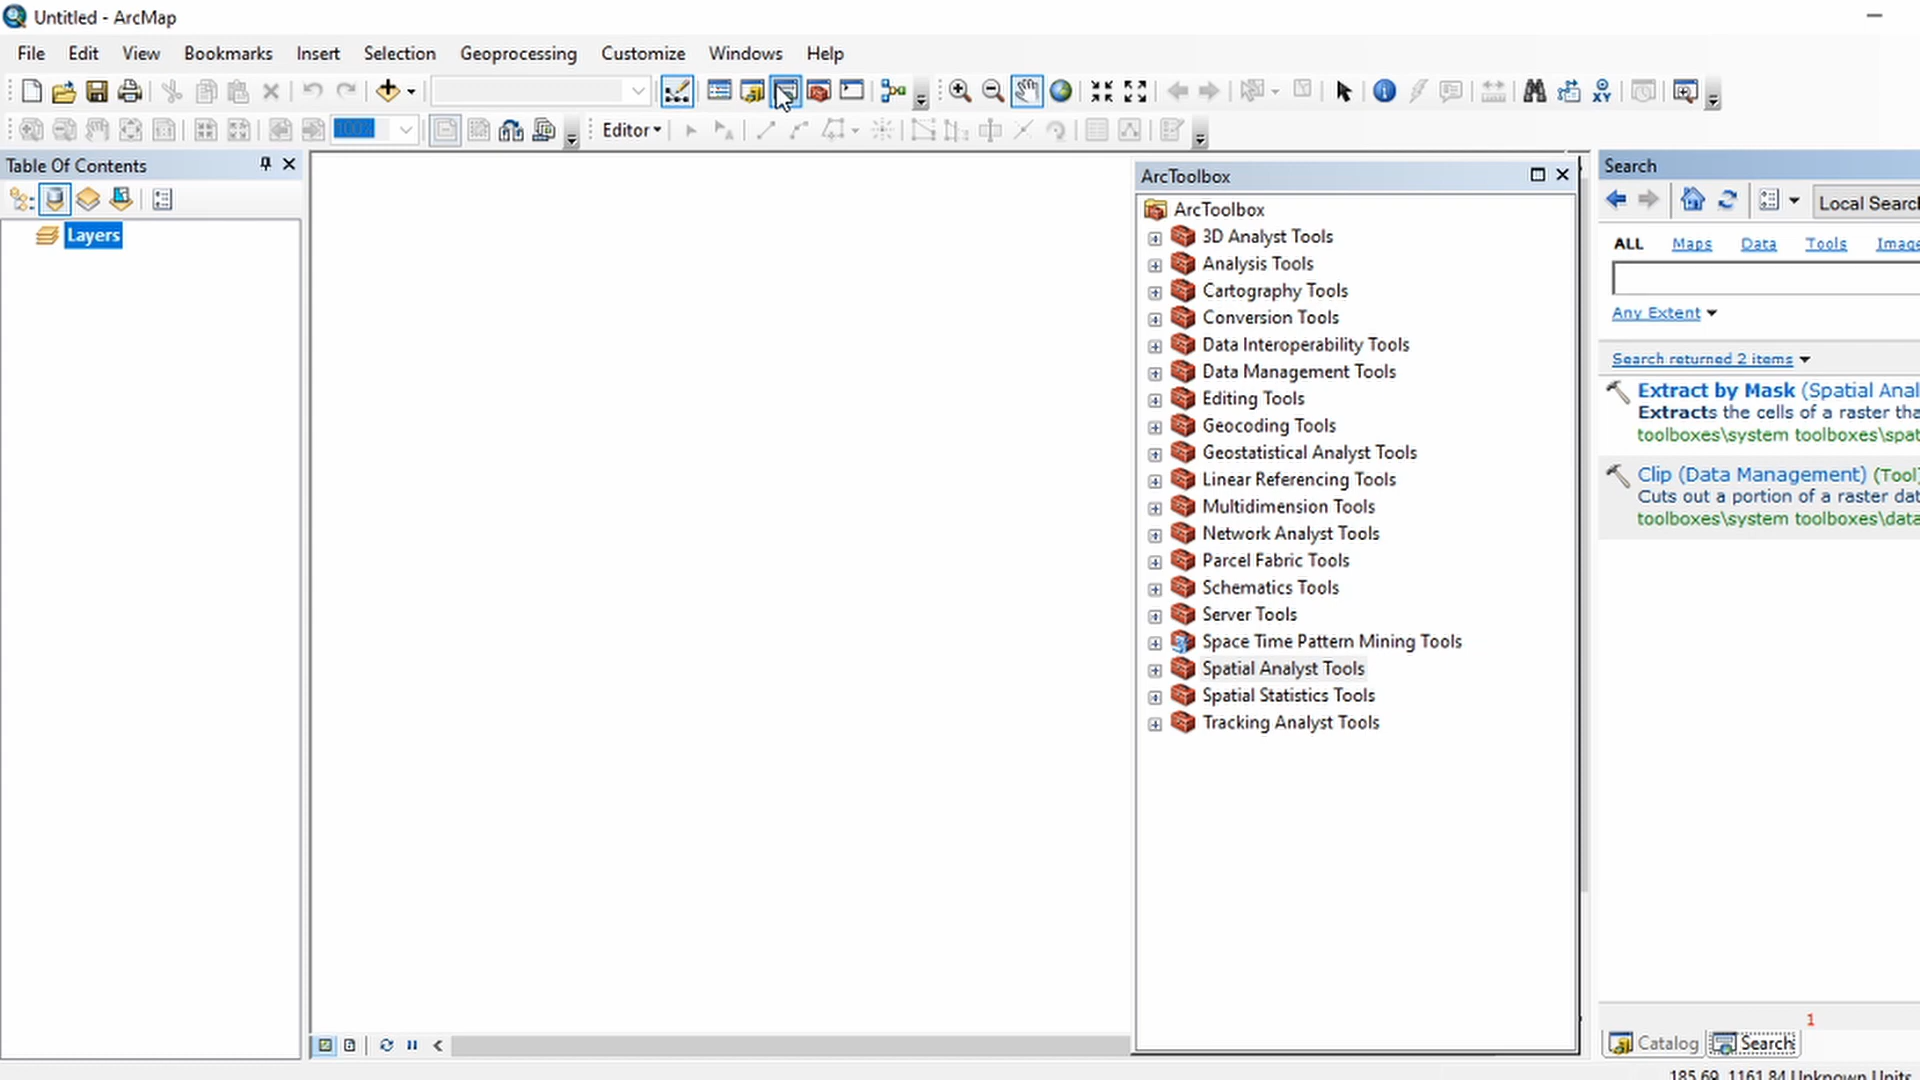 Untitled - ArcMap
File Edit View Bookmarks Insert Selection Geoprocessing Customize Windows Help
100%
Editor
Table Of Contents
Layers
ArcToolbox
ArcToolbox
3D Analyst Tools
Analysis Tools
Cartography Tools
Conversion Tools
Data Interoperability Tools
Data Management Tools
Editing Tools
Geocoding Tools
Geostatistical Analyst Tools
Linear Referencing Tools
Multidimension Tools
Network Analyst Tools
Parcel Fabric Tools
Schematics Tools
Server Tools
Space Time Pattern Mining Tools
Spatial Analyst Tools
Spatial Statistics Tools
Tracking Analyst Tools
Search
Local Search
ALL Maps Data Tools Image
Any Extent
Search returned 2 items
Extract by Mask (Spatial Anal
Extracts the cells of a raster tha
toolboxes\system toolboxes\spat
Clip (Data Management) (Tool)
Cuts out a portion of a raster dat
toolboxes\system toolboxes\data
1
Catalog Search
185.69 1161.84 Unknown Units